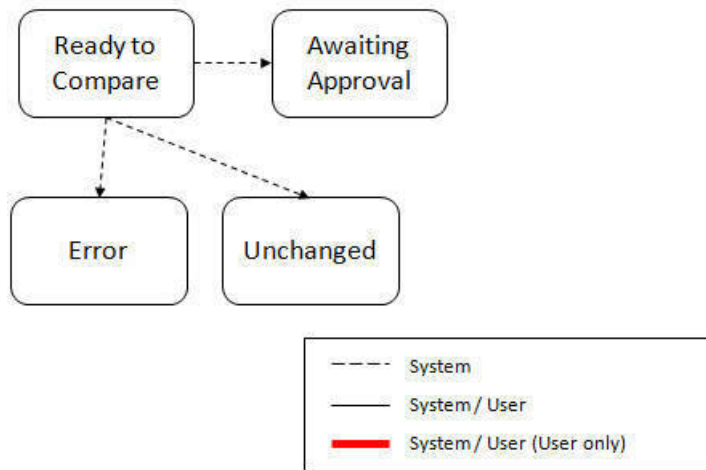 Ready to
Compare
Awaiting
Approval
Error
Unchanged
System
System / User
System / User (User only)